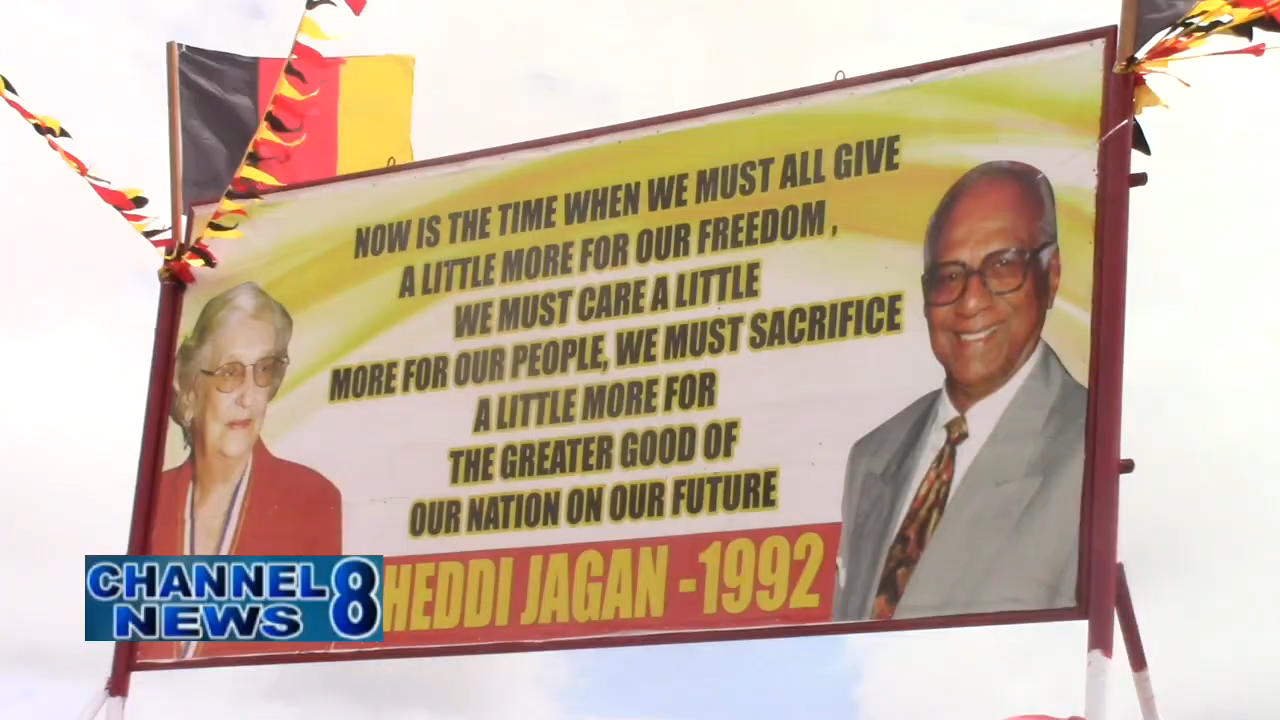 NOW IS THE TIME WHEN WE MUST ALL GIVE
A LITTLE MORE FOR OUR FREEDOM ,
WE MUST CARE A LITTLE
MORE FOR OUR PEOPLE, WE MUST SACRIFICE
A LITTLE MORE FOR
THE GREATER GOOD OF
OUR NATION ON OUR FUTURE
HEDDI JAGAN -1992
CHANNEL
NEWS 8